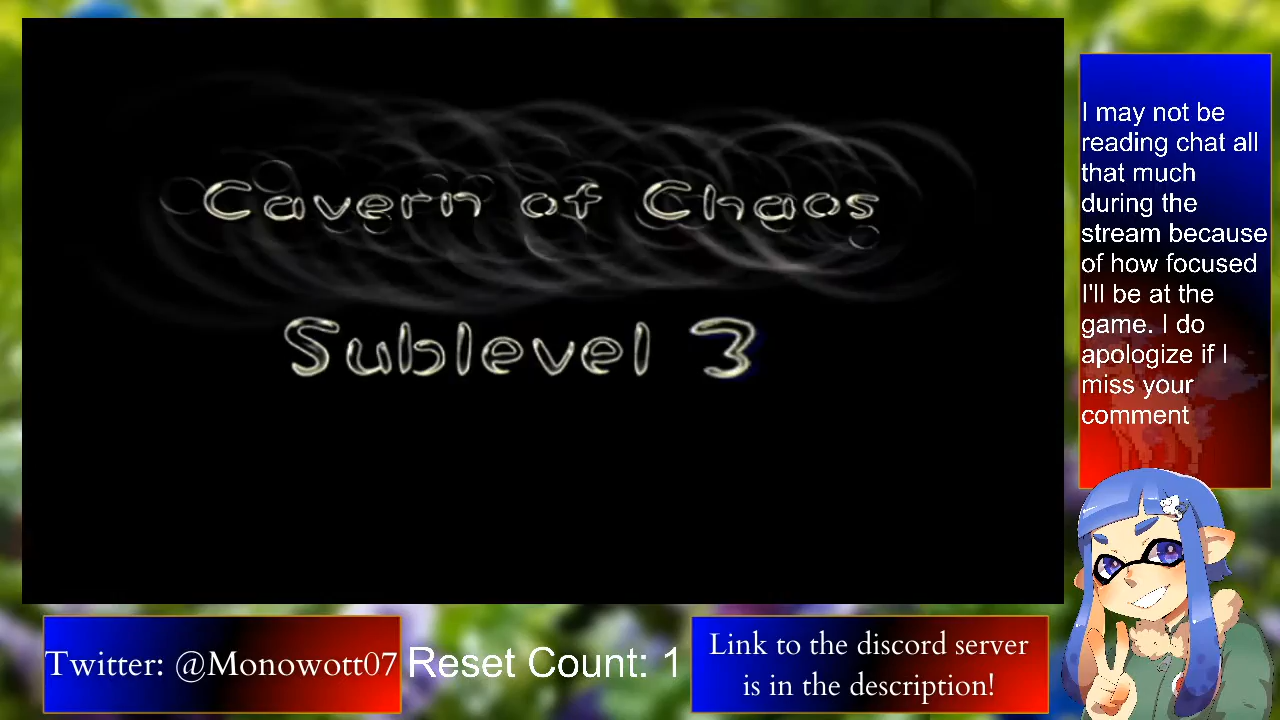 Cavern of Chaos
Sublevel 3
I may not be
reading chat all
that much
during the
stream because
of how focused
I'll be at the
game. I do
apologize if I
miss your
comment
Twitter: @Monowott07
Reset Count: 1
Link to the discord server
is in the description!